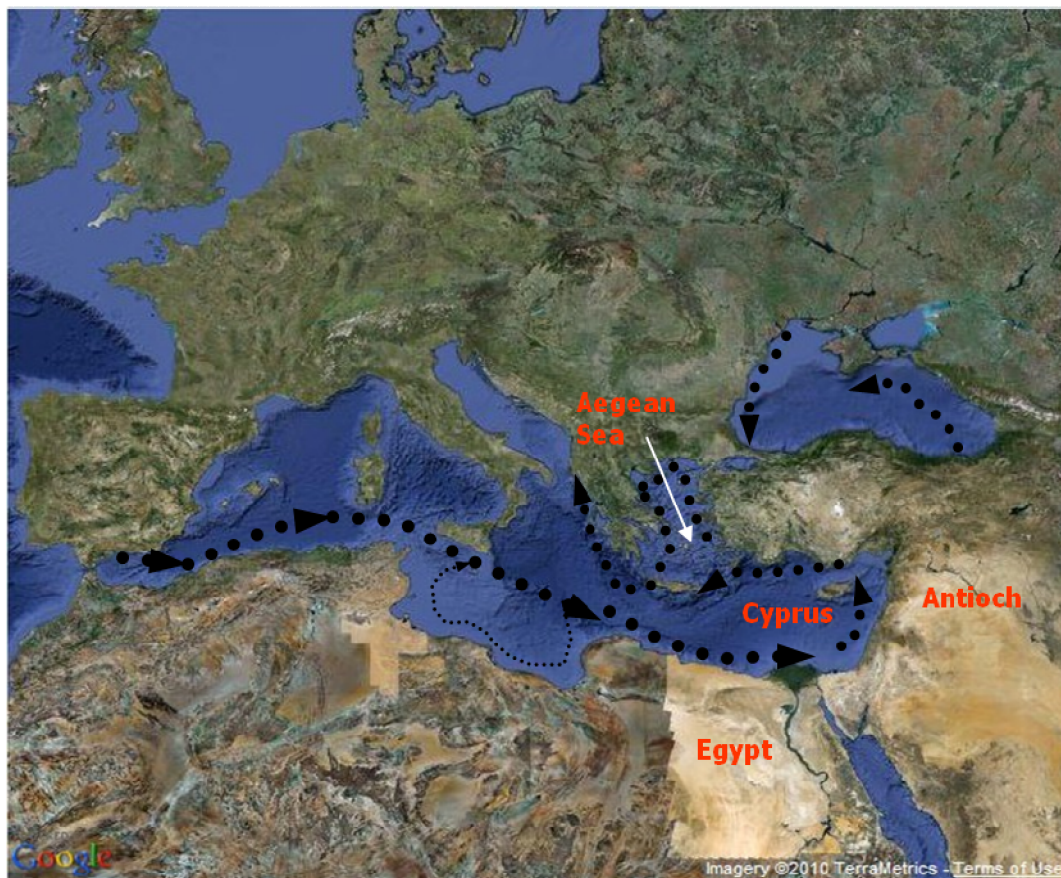 Aegean
Sea
Antioch
Cyprus
Egypt
Google
Imagery ©2010 TerraMetrics - Terms of Use